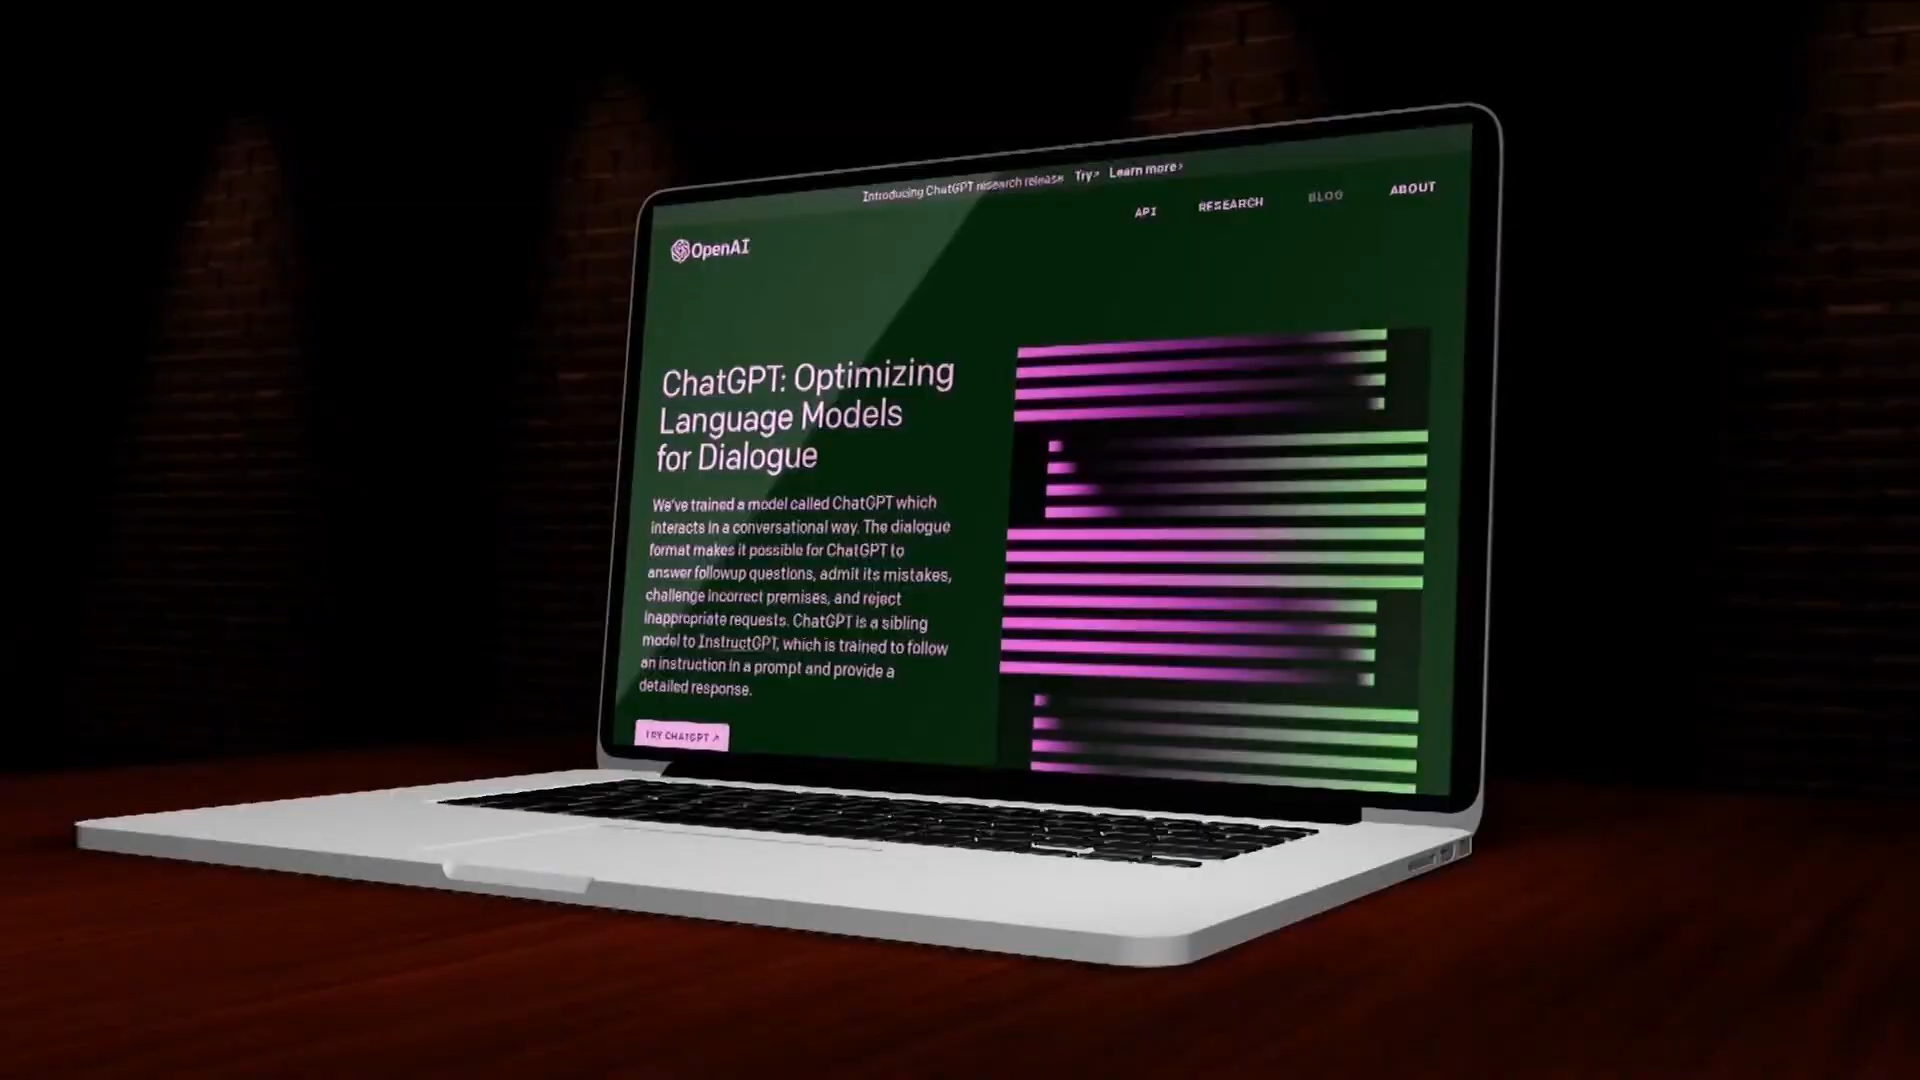 Introducing ChatGPT research release Try› Learn more›
API RESEARCH BLOG ABOUT
OpenAI
ChatGPT: Optimizing
Language Models
for Dialogue
We've trained a model called ChatGPT which
interacts in a conversational way. The dialogue
format makes it possible for ChatGPT to
answer followup questions, admit its mistakes,
challenge incorrect premises, and reject
inappropriate requests. ChatGPT is a sibling
model to InstructGPT, which is trained to follow
an instruction in a prompt and provide a
detailed response.
TRY CHATGPT ↗